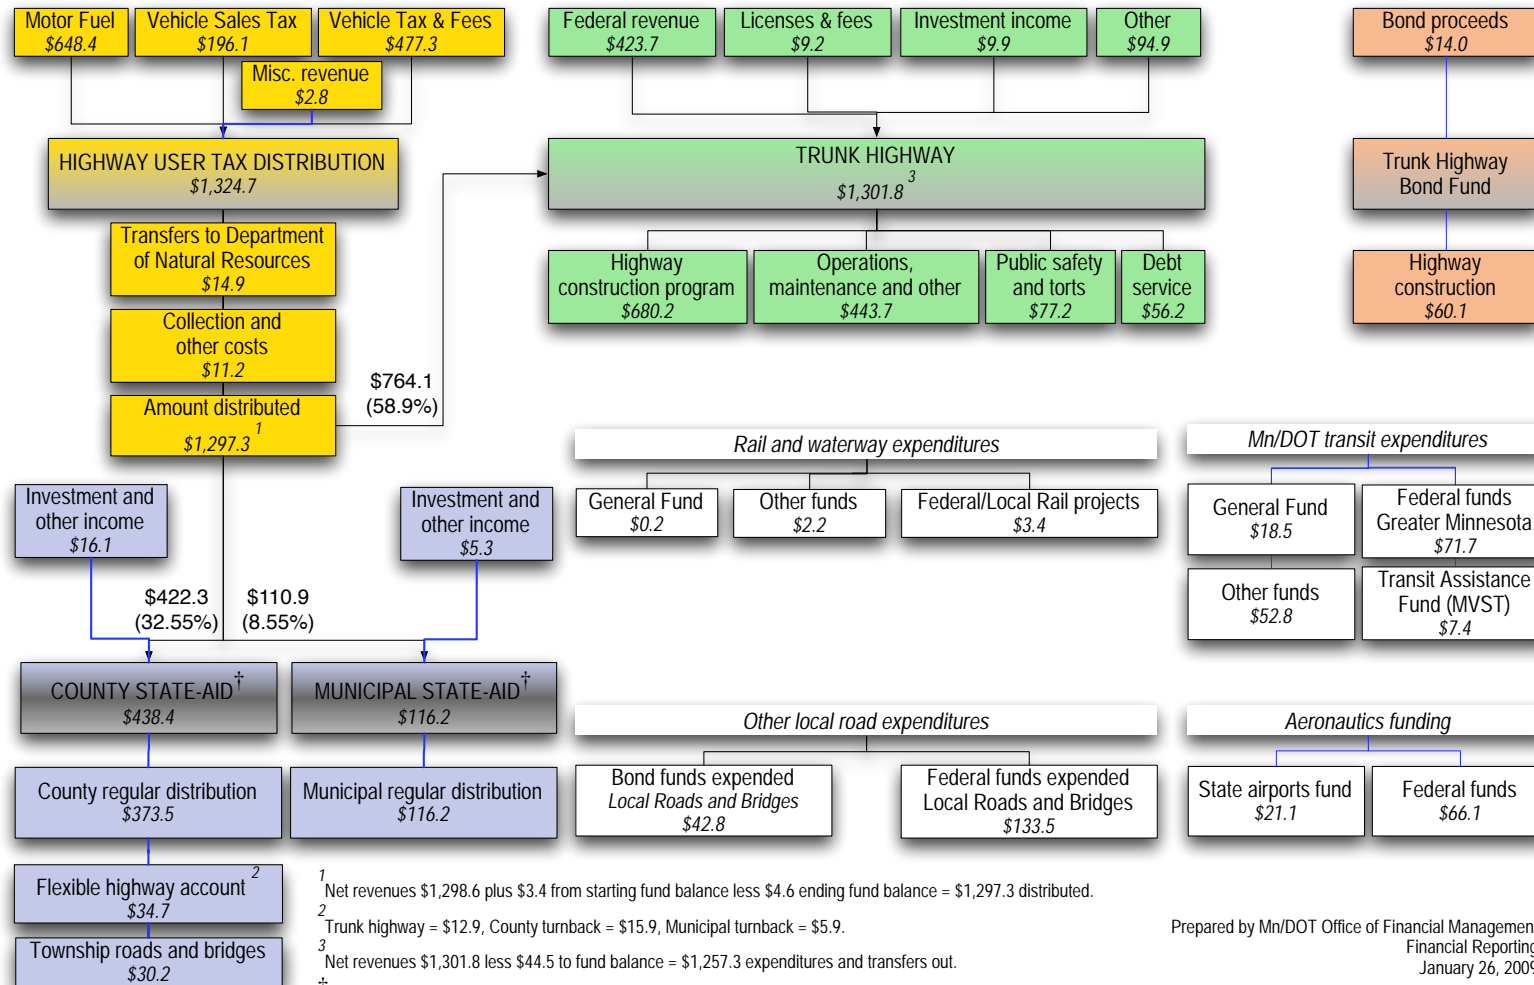 Motor Fuel
$648.4
Vehicle Sales Tax
$196.1
Vehicle Tax & Fees
$477.3
Misc. revenue
$2.8
Federal revenue
$423.7
Licenses & fees
$9.2
Investment income
$9.9
Other
$94.9
Bond proceeds
$14.0
HIGHWAY USER TAX DISTRIBUTION
$1,324.7
TRUNK HIGHWAY
$1,301.8 3
Trunk Highway
Bond Fund
Transfers to Department
of Natural Resources
$14.9
Collection and
other costs
$11.2
Amount distributed
$1,297.3 1
$764.1
(58.9%)
Highway
construction program
$680.2
Operations,
maintenance and other
$443.7
Public safety
and torts
$77.2
Debt
service
$56.2
Highway
construction
$60.1
Rail and waterway expenditures
General Fund
$0.2
Other funds
$2.2
Federal/Local Rail projects
$3.4
Mn/DOT transit expenditures
General Fund
$18.5
Federal funds
Greater Minnesota
$71.7
Other funds
$52.8
Transit Assistance
Fund (MVST)
$7.4
Investment and
other income
$16.1
Investment and
other income
$5.3
$422.3
(32.55%)
$110.9
(8.55%)
COUNTY STATE-AID†
$438.4
MUNICIPAL STATE-AID†
$116.2
County regular distribution
$373.5
Municipal regular distribution
$116.2
Flexible highway account 2
$34.7
Township roads and bridges
$30.2
Other local road expenditures
Bond funds expended
Local Roads and Bridges
$42.8
Federal funds expended
Local Roads and Bridges
$133.5
Aeronautics funding
State airports fund
$21.1
Federal funds
$66.1
1 Net revenues $1,298.6 plus $3.4 from starting fund balance less $4.6 ending fund balance = $1,297.3 distributed.
2 Trunk highway = $12.9, County turnback = $15.9, Municipal turnback = $5.9.
3 Net revenues $1,301.8 less $44.5 to fund balance = $1,257.3 expenditures and transfers out.
†
Prepared by Mn/DOT Office of Financial Management
Financial Reporting
January 26, 2009